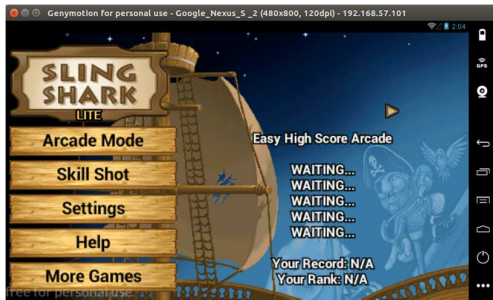 Genymotion for personal use - Google_Nexus_S _2 (480x800, 120dpi) - 192.168.57.101
2:04
SLING
SHARK
LITE
Arcade Mode
Skill Shot
Settings
Help
More Games
Easy High Score Arcade
WAITING...
WAITING...
WAITING...
WAITING...
WAITING...
Your Record: N/A
Your Rank: N/A
free for personal use
GPS